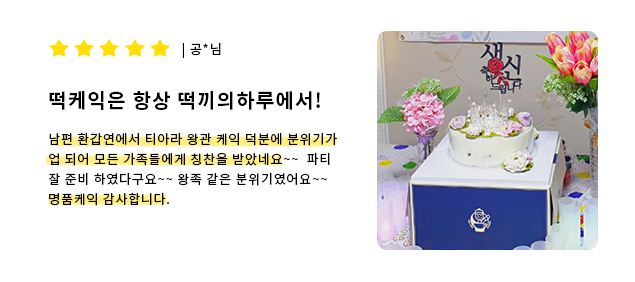 ★★★★★ | 공*님
떡케익은 항상 떡끼의하루에서!
남편 환갑연에서 티아라 왕관 케익 덕분에 분위기가
업 되어 모든 가족들에게 칭찬을 받았네요~~ 파티
잘 준비 하였다구요~~ 왕족 같은 분위기였어요~~
명품케익 감사합니다.